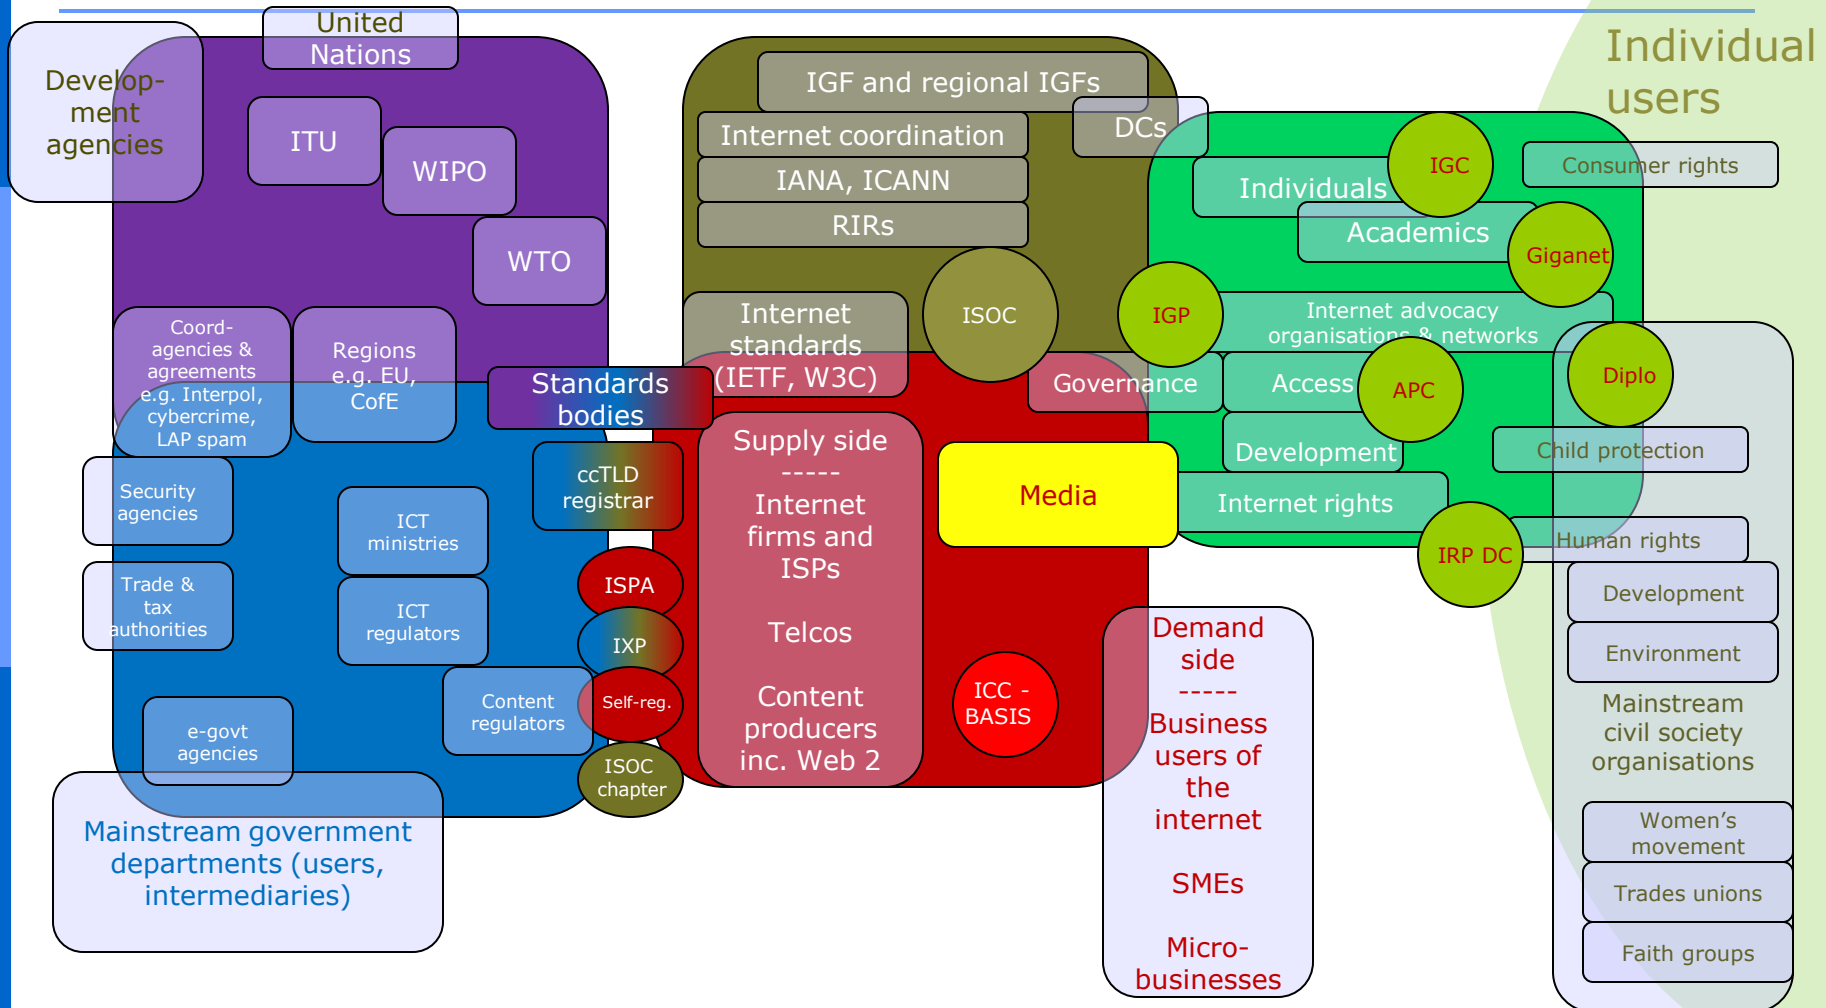 United
Nations
Develop-
ment
agencies
ITU
WIPO
WTO
Coord-
agencies &
agreements
e.g. Interpol,
cybercrime,
LAP spam
Regions
e.g. EU,
CofE
Standards
bodies
Security
agencies
Trade &
tax
authorities
ICT
ministries
ICT
regulators
Content
regulators
e-govt
agencies
Mainstream government
departments (users,
intermediaries)
ccTLD
registrar
ISPA
IXP
Self-reg.
ISOC
chapter
IGF and regional IGFs
DCs
Internet coordination
IANA, ICANN
RIRs
Internet
standards
(IETF, W3C)
ISOC
Governance
Supply side
-----
Internet
firms and
ISPs
Telcos
Content
producers
inc. Web 2
Media
ICC -
BASIS
Demand
side
-----
Business
users of
the
internet
SMEs
Micro-
businesses
Individual
users
IGC
Individuals
Academics
Giganet
Consumer rights
IGP
Internet advocacy
organisations & networks
Access
APC
Development
Internet rights
Diplo
Child protection
IRP DC
Human rights
Development
Environment
Mainstream
civil society
organisations
Women’s
movement
Trades unions
Faith groups